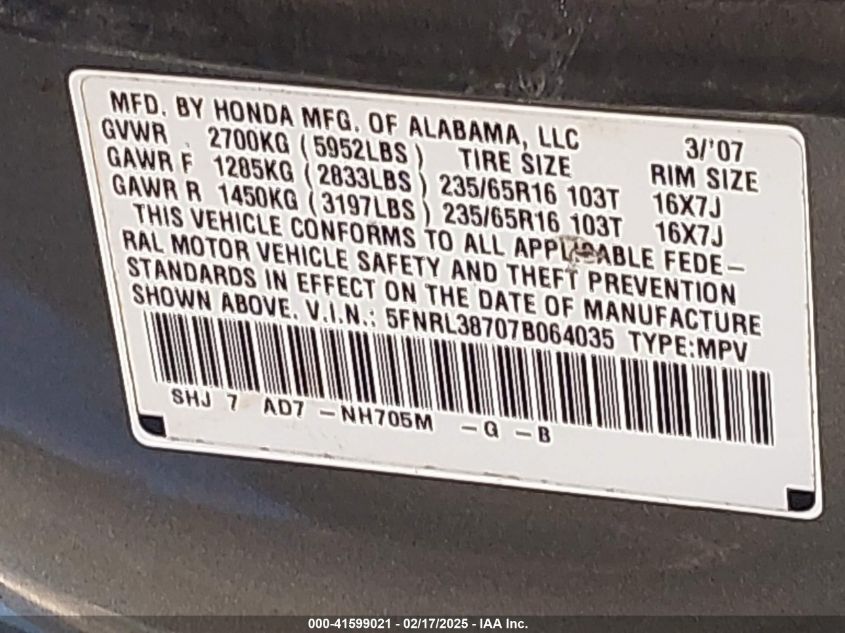 MFD. BY HONDA MFG. OF ALABAMA, LLC 3/'07
GVWR 2700KG (5952LBS) TIRE SIZE RIM SIZE
GAWR F 1285KG (2833LBS) 235/65R16 103T 16X7J
GAWR R 1450KG (3197LBS) 235/65R16 103T 16X7J
THIS VEHICLE CONFORMS TO ALL APPLICABLE FEDE-
RAL MOTOR VEHICLE SAFETY AND THEFT PREVENTION
STANDARDS IN EFFECT ON THE DATE OF MANUFACTURE
SHOWN ABOVE. V.I.N.: 5FNRL38707B064035 TYPE:MPV
SHJ 7 AD7 -NH705M -G -B
000-41599021 - 02/17/2025 - IAA Inc.